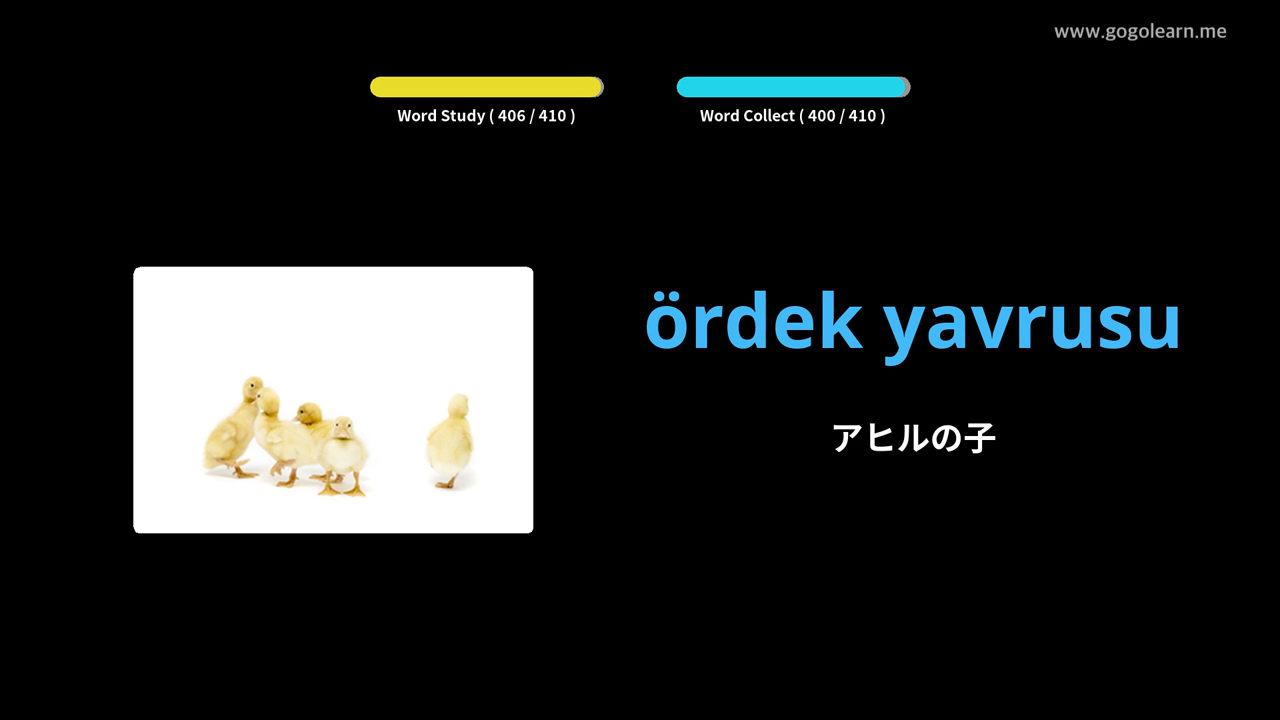 www.gogolearn.me
Word Study ( 406 / 410 )
Word Collect ( 400 / 410 )
ördek yavrusu
アヒルの子